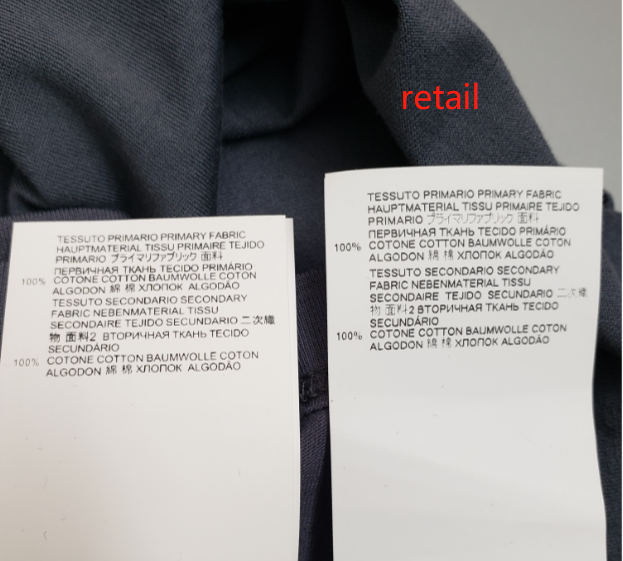 retail
TESSUTO PRIMARIO PRIMARY FABRIC
HAUPTMATERIAL TISSU PRIMAIRE TEJIDO
PRIMARIO プライマリファブリック 面料
ПЕРВИЧНАЯ ТКАНЬ TECIDO PRIMÁRIO
100% COTONE COTTON BAUMWOLLE COTON
ALGODON 綿 棉 ХЛОПОК ALGODÃO
TESSUTO SECONDARIO SECONDARY
FABRIC NEBENMATERIAL TISSU
SECONDAIRE TEJIDO SECUNDARIO 二次織
物 面料2 ВТОРИЧНАЯ ТКАНЬ TECIDO
SECUNDÁRIO
100% COTONE COTTON BAUMWOLLE COTON
ALGODON 綿 棉 ХЛОПОК ALGODÃO
TESSUTO PRIMARIO PRIMARY FABRIC
HAUPTMATERIAL TISSU PRIMAIRE TEJIDO
PRIMARIO プライマリファブリック 面料
ПЕРВИЧНАЯ ТКАНЬ TECIDO PRIMÁRIO
100% COTONE COTTON BAUMWOLLE COTON
ALGODON 綿 棉 ХЛОПОК ALGODÃO
TESSUTO SECONDARIO SECONDARY
FABRIC NEBENMATERIAL TISSU
SECONDAIRE TEJIDO SECUNDARIO 二次織
物 面料2 ВТОРИЧНАЯ ТКАНЬ TECIDO
SECUNDÁRIO
100% COTONE COTTON BAUMWOLLE COTON
ALGODON 綿 棉 ХЛОПОК ALGODÃO